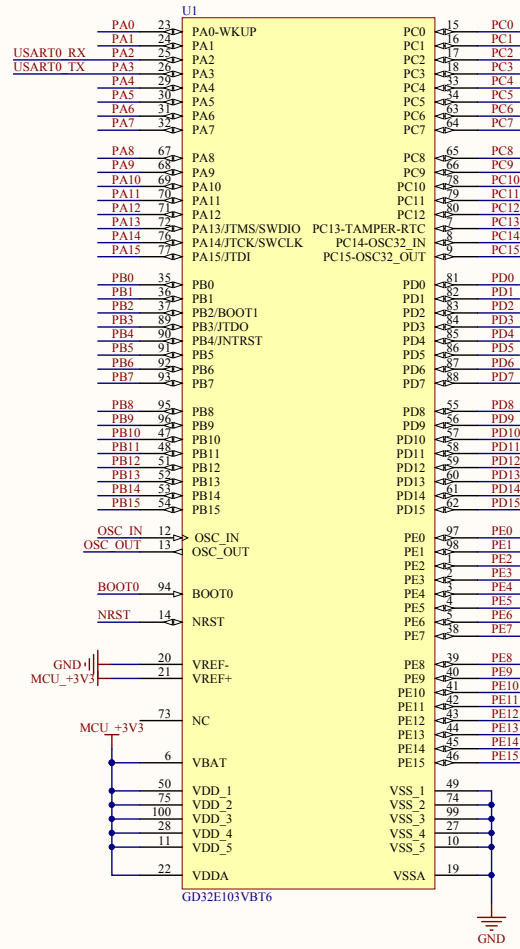 U1
PA0 23 PA0-WKUP PC0 15 PC0
PA1 24 PA1 PC1 16 PC1
USART0_RX PA2 25 PA2 PC2 17 PC2
USART0_TX PA3 26 PA3 PC3 18 PC3
PA4 29 PA4 PC4 33 PC4
PA5 30 PA5 PC5 34 PC5
PA6 31 PA6 PC6 63 PC6
PA7 32 PA7 PC7 64 PC7
PA8 67 PA8 PC8 65 PC8
PA9 68 PA9 PC9 66 PC9
PA10 69 PA10 PC10 78 PC10
PA11 70 PA11 PC11 79 PC11
PA12 71 PA12 PC12 80 PC12
PA13 72 PA13/JTMS/SWDIO PC13-TAMPER-RTC 7 PC13
PA14 76 PA14/JTCK/SWCLK PC14-OSC32_IN 8 PC14
PA15 77 PA15/JTDI PC15-OSC32_OUT 9 PC15
PB0 35 PB0 PD0 81 PD0
PB1 36 PB1 PD1 82 PD1
PB2 37 PB2/BOOT1 PD2 83 PD2
PB3 89 PB3/JTDO PD3 84 PD3
PB4 90 PB4/JNTRST PD4 85 PD4
PB5 91 PB5 PD5 86 PD5
PB6 92 PB6 PD6 87 PD6
PB7 93 PB7 PD7 88 PD7
PB8 95 PB8 PD8 55 PD8
PB9 96 PB9 PD9 56 PD9
PB10 47 PB10 PD10 57 PD10
PB11 48 PB11 PD11 58 PD11
PB12 51 PB12 PD12 59 PD12
PB13 52 PB13 PD13 60 PD13
PB14 53 PB14 PD14 61 PD14
PB15 54 PB15 PD15 62 PD15
OSC_IN 12 OSC_IN PE0 97 PE0
OSC_OUT 13 OSC_OUT PE1 98 PE1
PE2 1 PE2
PE3 2 PE3
BOOT0 94 BOOT0 PE4 3 PE4
PE5 4 PE5
NRST 14 NRST PE6 5 PE6
PE7 38 PE7
GND 20 VREF- PE8 39 PE8
MCU_+3V3 21 VREF+ PE9 40 PE9
PE10 41 PE10
PE11 42 PE11
73 NC PE12 43 PE12
MCU_+3V3 PE13 44 PE13
PE14 45 PE14
6 VBAT PE15 46 PE15
50 VDD_1 VSS_1 49
75 VDD_2 VSS_2 74
100 VDD_3 VSS_3 99
28 VDD_4 VSS_4 27
11 VDD_5 VSS_5 10
22 VDDA VSSA 19
GD32E103VBT6
GND